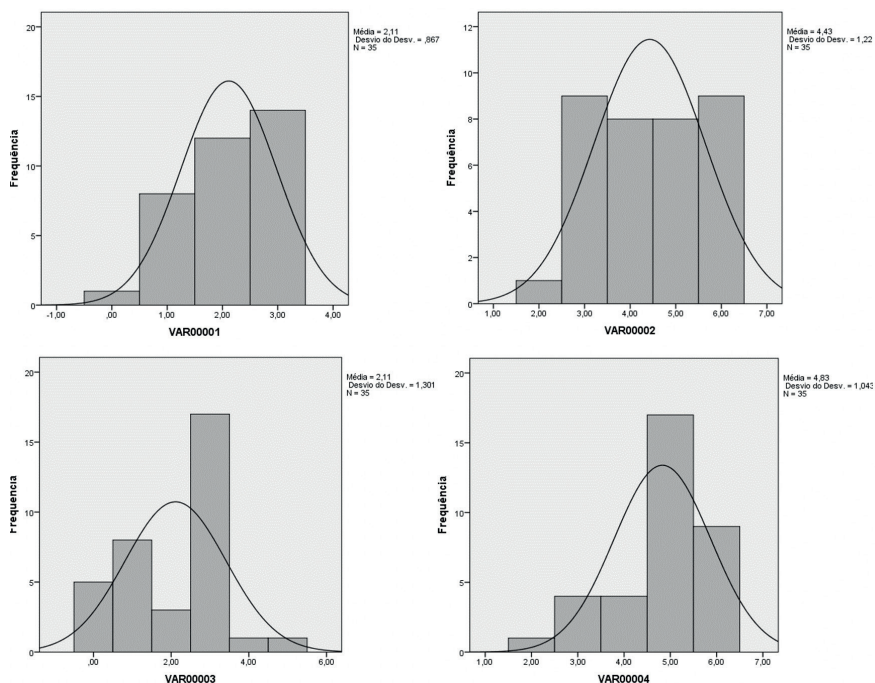 20
15
10
5
0
Frequência
-1,00 ,00 1,00 2,00 3,00 4,00
VAR00001
Média = 2,11
Desvio do Desv. = ,867
N = 35
12
10
8
6
4
2
0
Frequência
1,00 2,00 3,00 4,00 5,00 6,00 7,00
VAR00002
Média = 4,43
Desvio do Desv. = 1,22
N = 35
20
15
10
5
0
Frequência
,00 2,00 4,00 6,00
VAR00003
Média = 2,11
Desvio do Desv. = 1,301
N = 35
20
15
10
5
0
Frequência
1,00 2,00 3,00 4,00 5,00 6,00 7,00
VAR00004
Média = 4,83
Desvio do Desv. = 1,043
N = 35